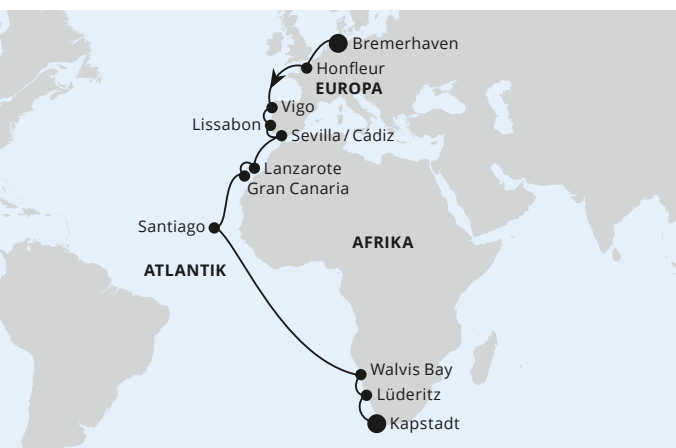 Bremerhaven
Honfleur
EUROPA
Vigo
Lissabon
Sevilla / Cádiz
Lanzarote
Gran Canaria
Santiago
AFRIKA
ATLANTIK
Walvis Bay
Lüderitz
Kapstadt